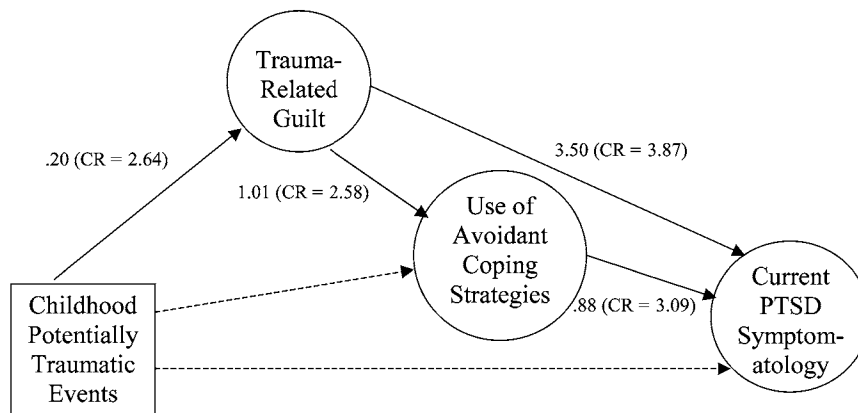 Trauma-
Related
Guilt
.20 (CR = 2.64)
3.50 (CR = 3.87)
1.01 (CR = 2.58)
Use of
Avoidant
Coping
Strategies
.88 (CR = 3.09)
Childhood
Potentially
Traumatic
Events
Current
PTSD
Symptom-
atology